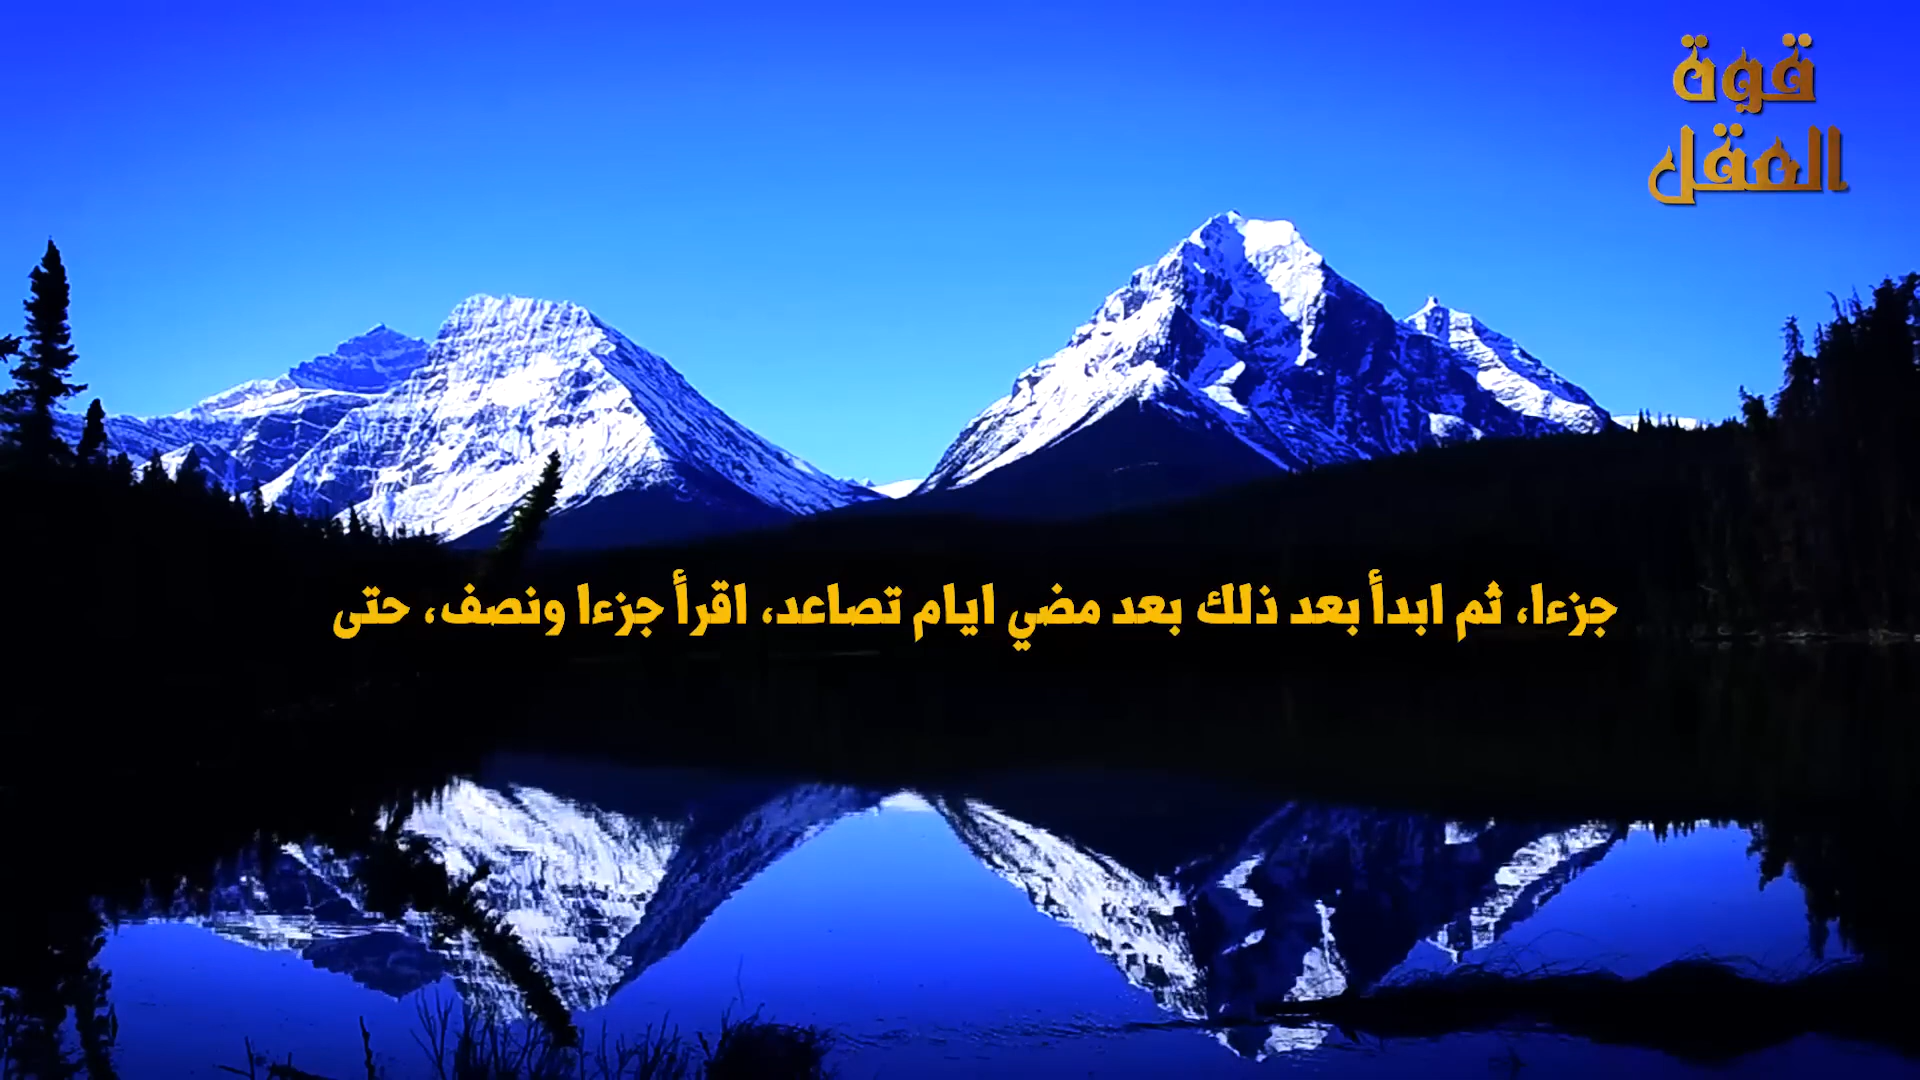 قوة
العقل
جزءا، ثم ابدأ بعد ذلك بعد مضي ايام تصاعد، اقرأ جزءا ونصف، حتى